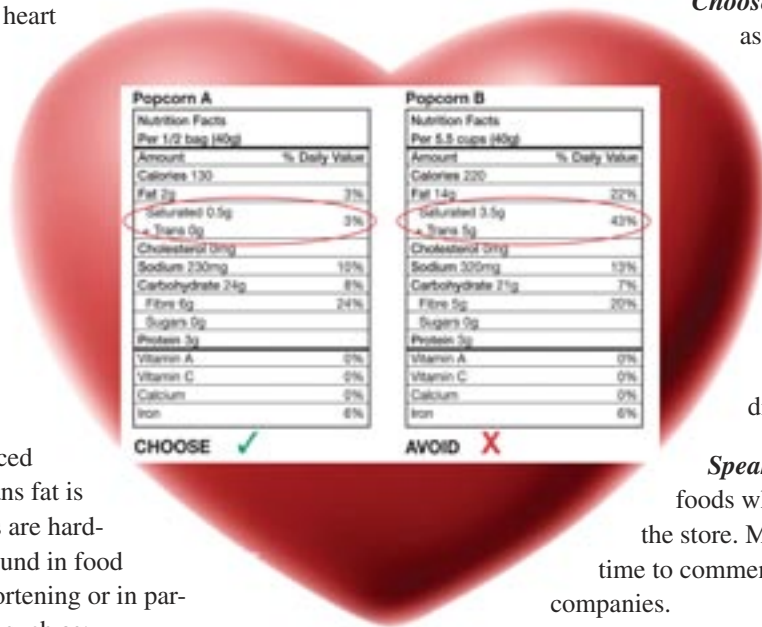 heart
Choose
as
Popcorn A
Nutrition Facts
Per 1/2 bag (40g)
Amount % Daily Value
Calories 130
Fat 2g 3%
Saturated 0.5g
+ Trans 0g 3%
Cholesterol 0mg
Sodium 230mg 10%
Carbohydrate 24g 8%
Fibre 6g 24%
Sugars 0g
Protein 3g
Vitamin A 0%
Vitamin C 0%
Calcium 0%
Iron 6%
CHOOSE ✓
Popcorn B
Nutrition Facts
Per 5.5 cups (40g)
Amount % Daily Value
Calories 220
Fat 14g 22%
Saturated 3.5g
+ Trans 5g 43%
Cholesterol 0mg
Sodium 320mg 13%
Carbohydrate 21g 7%
Fibre 5g 20%
Sugars 0g
Protein 3g
Vitamin A 0%
Vitamin C 0%
Calcium 0%
Iron 6%
AVOID X
ced
ns fat is
are hard-
und in food
ortening or in par-
d
Spea
foods wh
the store. M
time to commen
companies.